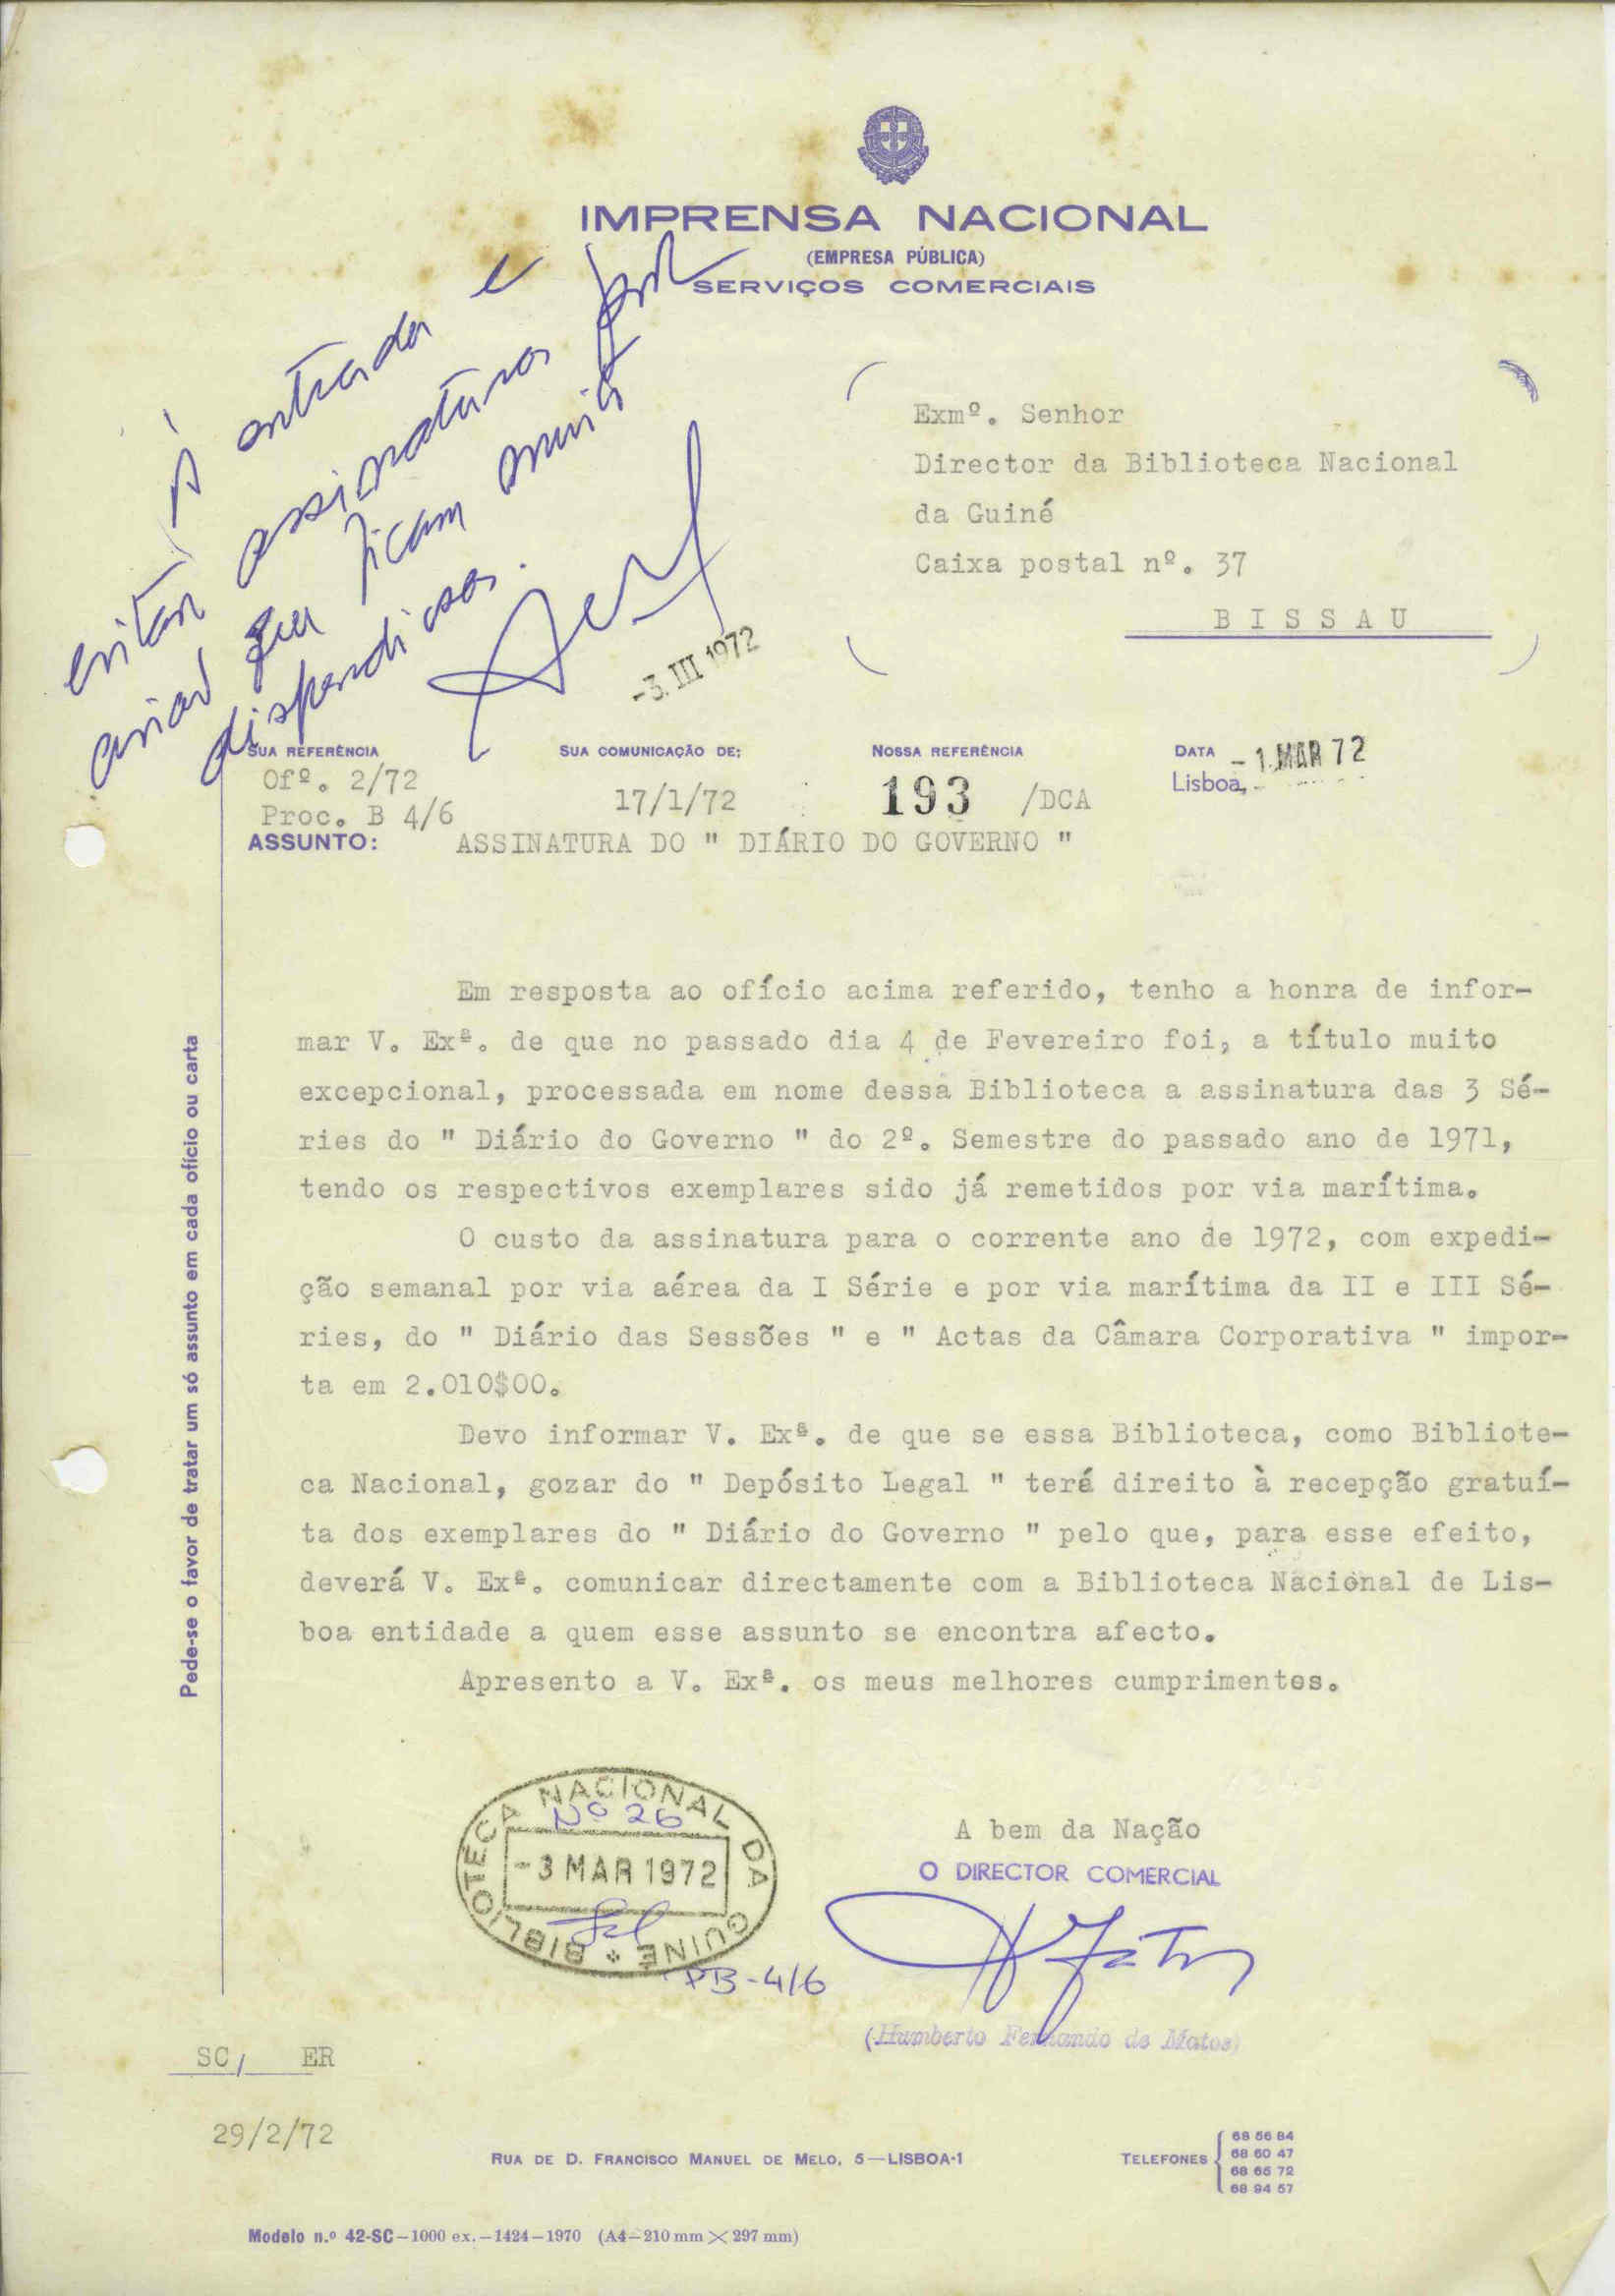 IMPRENSA NACIONAL
(EMPRESA PÚBLICA)
SERVIÇOS COMERCIAIS
À entrada e
evitar assinaturas por
avião que ficam muito
dispendiosas.
-3. III 1972
Exmº. Senhor
Director da Biblioteca Nacional
da Guiné
Caixa postal nº. 37
BISSAU
SUA REFERÊNCIA
Ofº. 2/72
Proc. B 4/6
SUA COMUNICAÇÃO DE:
17/1/72
NOSSA REFERÊNCIA
193 /DCA
DATA -1. MAR 72
Lisboa,
ASSUNTO: ASSINATURA DO " DIÁRIO DO GOVERNO "
Em resposta ao ofício acima referido, tenho a honra de infor-
mar V. Exª. de que no passado dia 4 de Fevereiro foi, a título muito
excepcional, processada em nome dessa Biblioteca a assinatura das 3 Sé-
ries do " Diário do Governo " do 2º. Semestre do passado ano de 1971,
tendo os respectivos exemplares sido já remetidos por via marítima.
O custo da assinatura para o corrente ano de 1972, com expedi-
ção semanal por via aérea da I Série e por via marítima da II e III Sé-
ries, do " Diário das Sessões " e " Actas da Câmara Corporativa " impor-
ta em 2.010$00.
Devo informar V. Exª. de que se essa Biblioteca, como Bibliote-
ca Nacional, gozar do " Depósito Legal " terá direito à recepção gratuí-
ta dos exemplares do " Diário do Governo " pelo que, para esse efeito,
deverá V. Exª. comunicar directamente com a Biblioteca Nacional de Lis-
boa entidade a quem esse assunto se encontra afecto.
Apresento a V. Exª. os meus melhores cumprimentos.
Pede-se o favor de tratar um só assunto em cada ofício ou carta
BIBLIOTECA NACIONAL DA GUINÉ
Nº 26
-3 MAR 1972
PB-4/6
A bem da Nação
O DIRECTOR COMERCIAL
(Humberto Fernando de Matos)
SC/ ER
29/2/72
RUA DE D. FRANCISCO MANUEL DE MELO, 5—LISBOA-1
TELEFONES
68 56 84
68 60 47
68 66 72
68 94 57
Modelo n.º 42-SC—1000 ex.—1424—1970 (A4—210 mm × 297 mm)